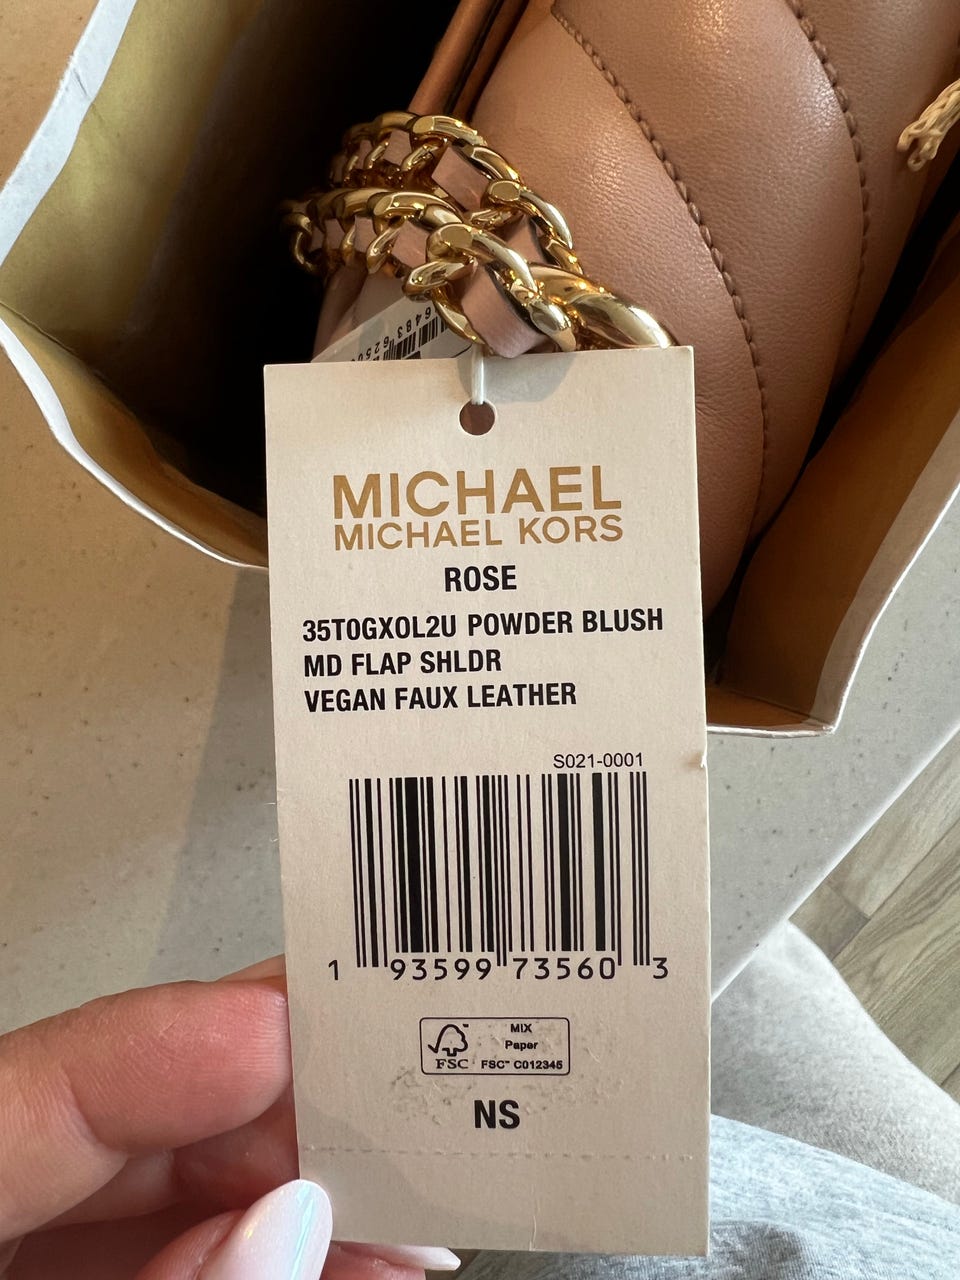 MICHAEL
MICHAEL KORS
ROSE
35T0GXOL2U POWDER BLUSH
MD FLAP SHLDR
VEGAN FAUX LEATHER
S021-0001
1 93599 73560 3
FSC
MIX
Paper
FSC™ C012345
NS